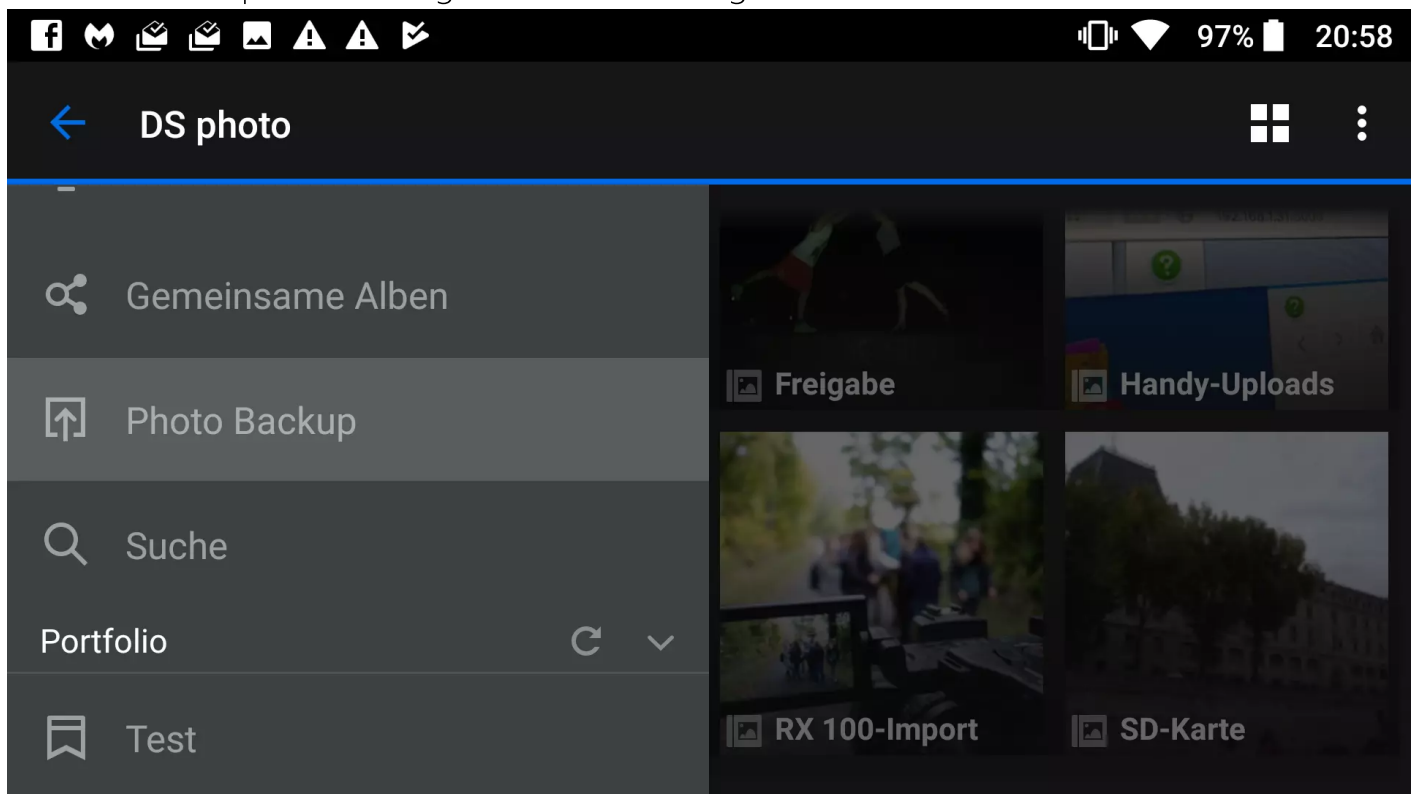 97% 20:58
DS photo
Gemeinsame Alben
Photo Backup
Suche
Portfolio
Test
Freigabe
Handy-Uploads
RX 100-Import
SD-Karte